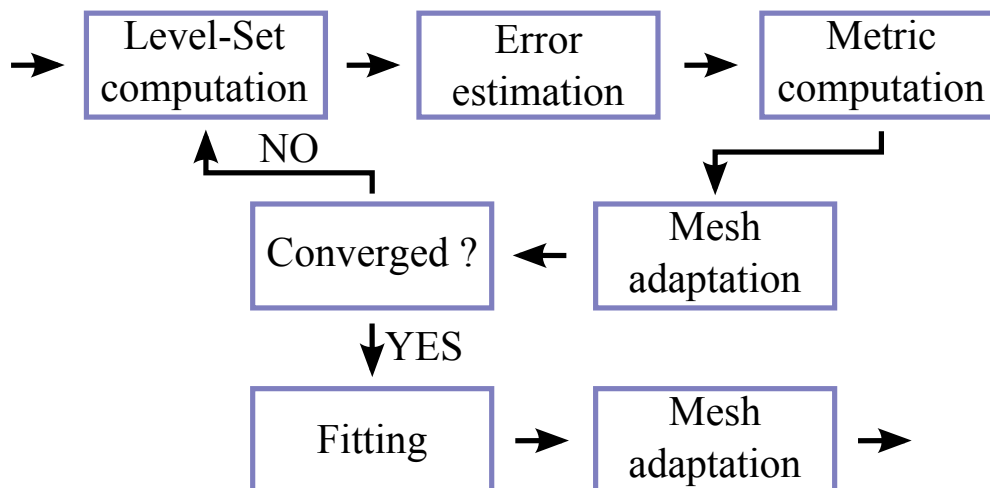 Level-Set
computation
Error
estimation
Metric
computation
NO
Converged ?
Mesh
adaptation
YES
Fitting
Mesh
adaptation